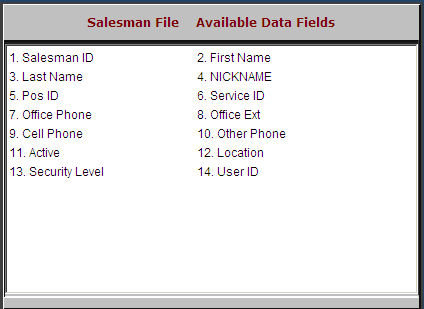 Salesman File    Available Data Fields
1. Salesman ID    2. First Name
3. Last Name    4. NICKNAME
5. Pos ID    6. Service ID
7. Office Phone    8. Office Ext
9. Cell Phone    10. Other Phone
11. Active    12. Location
13. Security Level    14. User ID